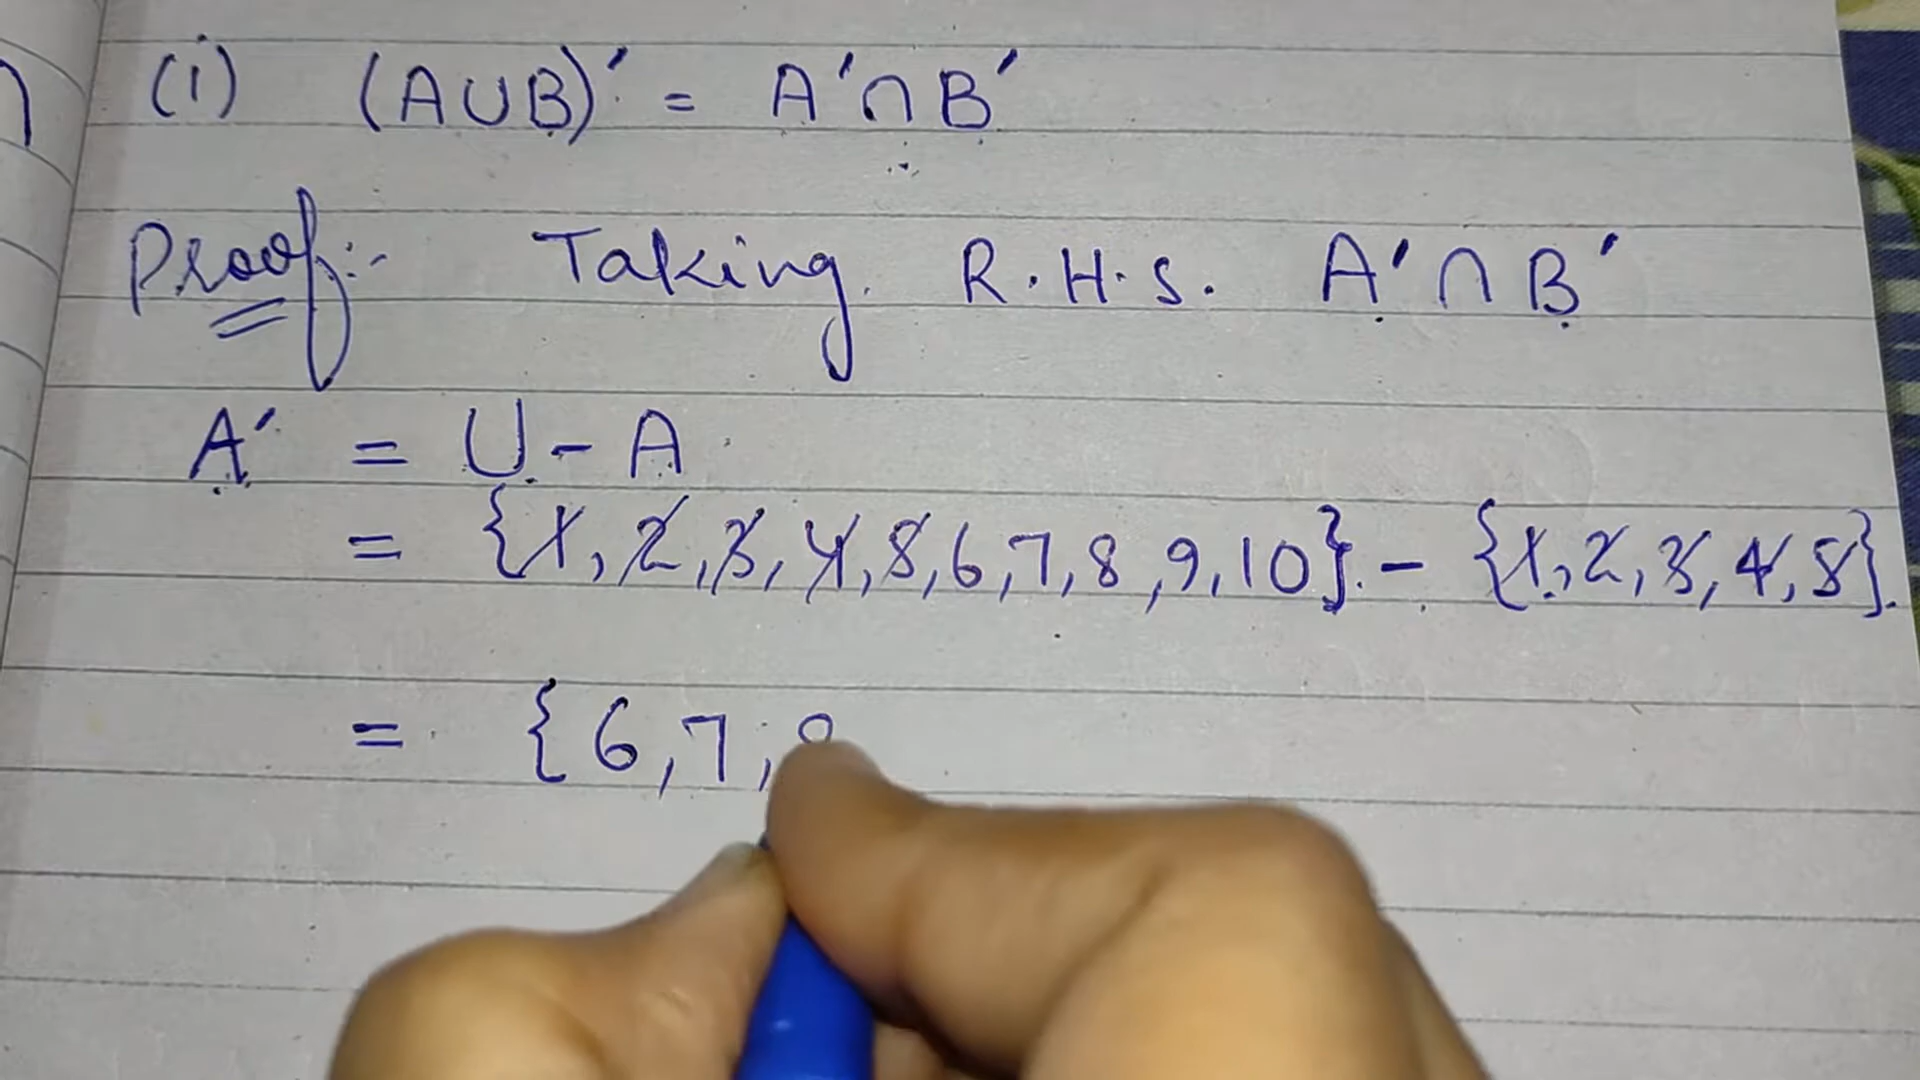 (i) (A∪B)′ = A′∩B′
Proof:- Taking R.H.S. A′∩B′
A′ = U - A
= {1, 2, 3, 4, 5, 6, 7, 8, 9, 10} - {1, 2, 3, 4, 5}
= {6, 7, 8